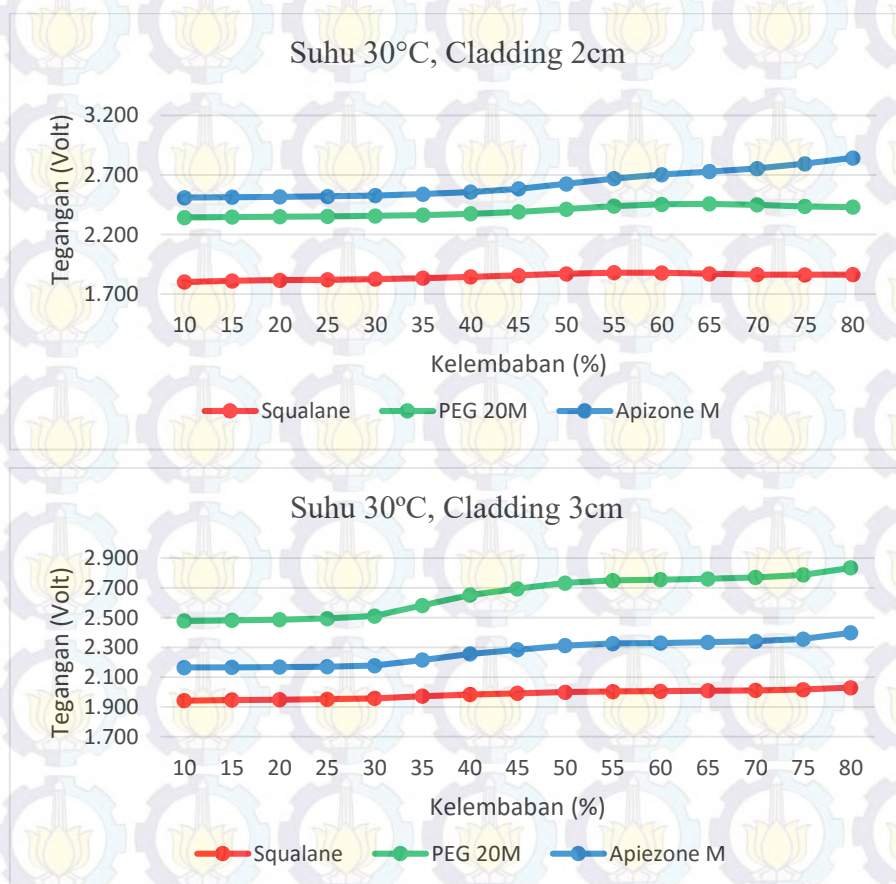 Suhu 30°C, Cladding 2cm
Tegangan (Volt)
3.200
2.700
2.200
1.700
10 15 20 25 30 35 40 45 50 55 60 65 70 75 80
Kelembaban (%)
Squalane PEG 20M Apizone M
Suhu 30ºC, Cladding 3cm
Tegangan (Volt)
2.900
2.700
2.500
2.300
2.100
1.900
1.700
10 15 20 25 30 35 40 45 50 55 60 65 70 75 80
Kelembaban (%)
Squalane PEG 20M Apiezone M